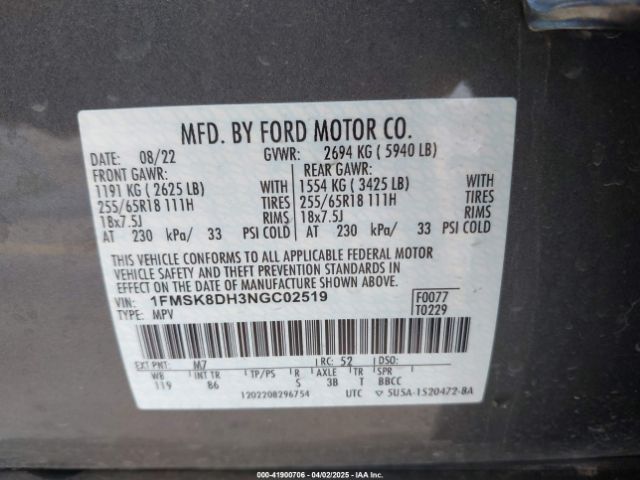 MFD. BY FORD MOTOR CO.
DATE: 08/22 GVWR: 2694 KG ( 5940 LB)
FRONT GAWR: REAR GAWR:
1191 KG ( 2625 LB) WITH 1554 KG ( 3425 LB) WITH
255/65R18 111H TIRES 255/65R18 111H TIRES
18x7.5J RIMS 18x7.5J RIMS
AT 230 kPa/ 33 PSI COLD AT 230 kPa/ 33 PSI COLD
THIS VEHICLE CONFORMS TO ALL APPLICABLE FEDERAL MOTOR
VEHICLE SAFETY AND THEFT PREVENTION STANDARDS IN
EFFECT ON THE DATE OF MANUFACTURE SHOWN ABOVE.
VIN: 1FMSK8DH3NGC02519 F0077
TYPE: MPV T0229
EXT PNT: M7 RC: 52 DSO:
WB INT TR TP/PS R AXLE TR SPR
119 86 S 3B T BBCC
1202208296754 UTC ▽ 5USA-1520472-BA
000-41900706 - 04/02/2025 - IAA Inc.